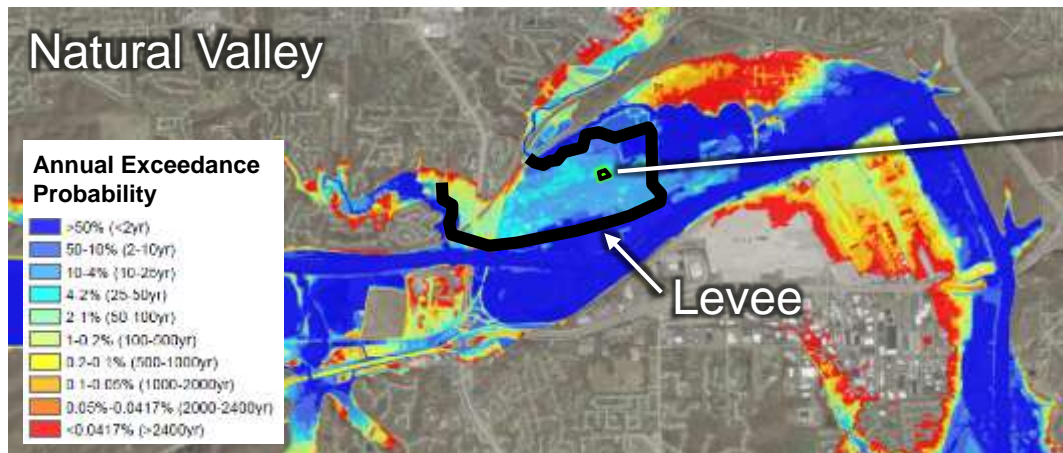 Natural Valley
Annual Exceedance
Probability
>50% (<2yr)
50-10% (2-10yr)
10-4% (10-25yr)
4-2% (25-50yr)
2-1% (50-100yr)
1-0.2% (100-500yr)
0.2-0.1% (500-1000yr)
0.1-0.05% (1000-2000yr)
0.05%-0.0417% (2000-2400yr)
<0.0417% (>2400yr)
Levee